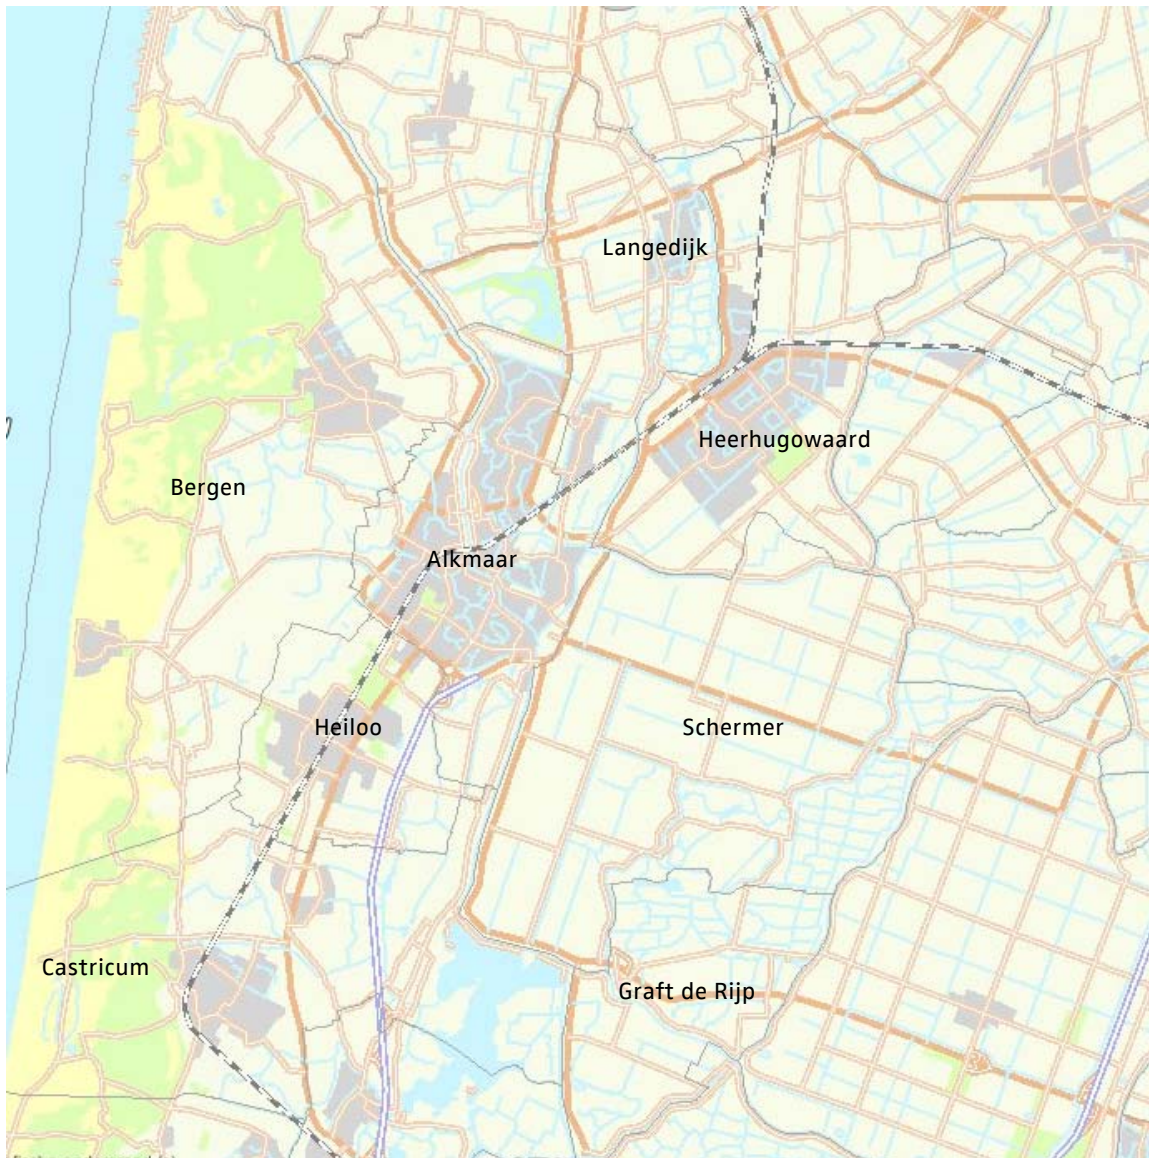 Langedijk
Heerhugowaard
Bergen
Alkmaar
Heiloo
Schermer
Castricum
Graft de Rijp